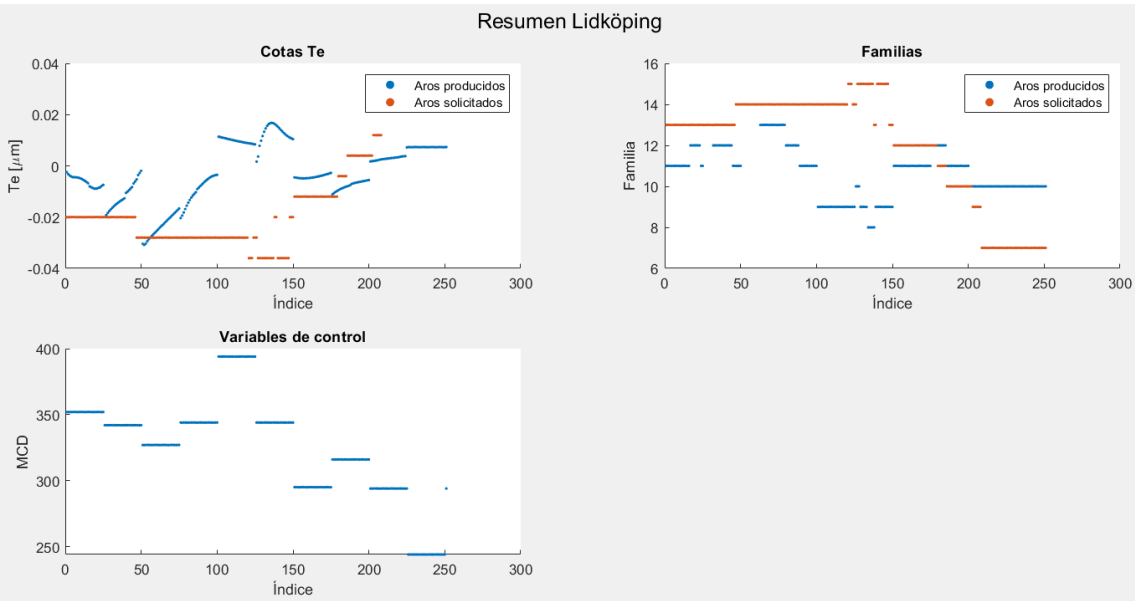 Resumen Lidköping
Cotas Te
0.04
0.02
0
-0.02
-0.04
Te [μm]
Aros producidos
Aros solicitados
0 50 100 150 200 250 300
Índice
Familias
16
14
12
10
8
6
Familia
Aros producidos
Aros solicitados
0 50 100 150 200 250 300
Índice
Variables de control
400
350
300
250
MCD
0 50 100 150 200 250 300
Índice